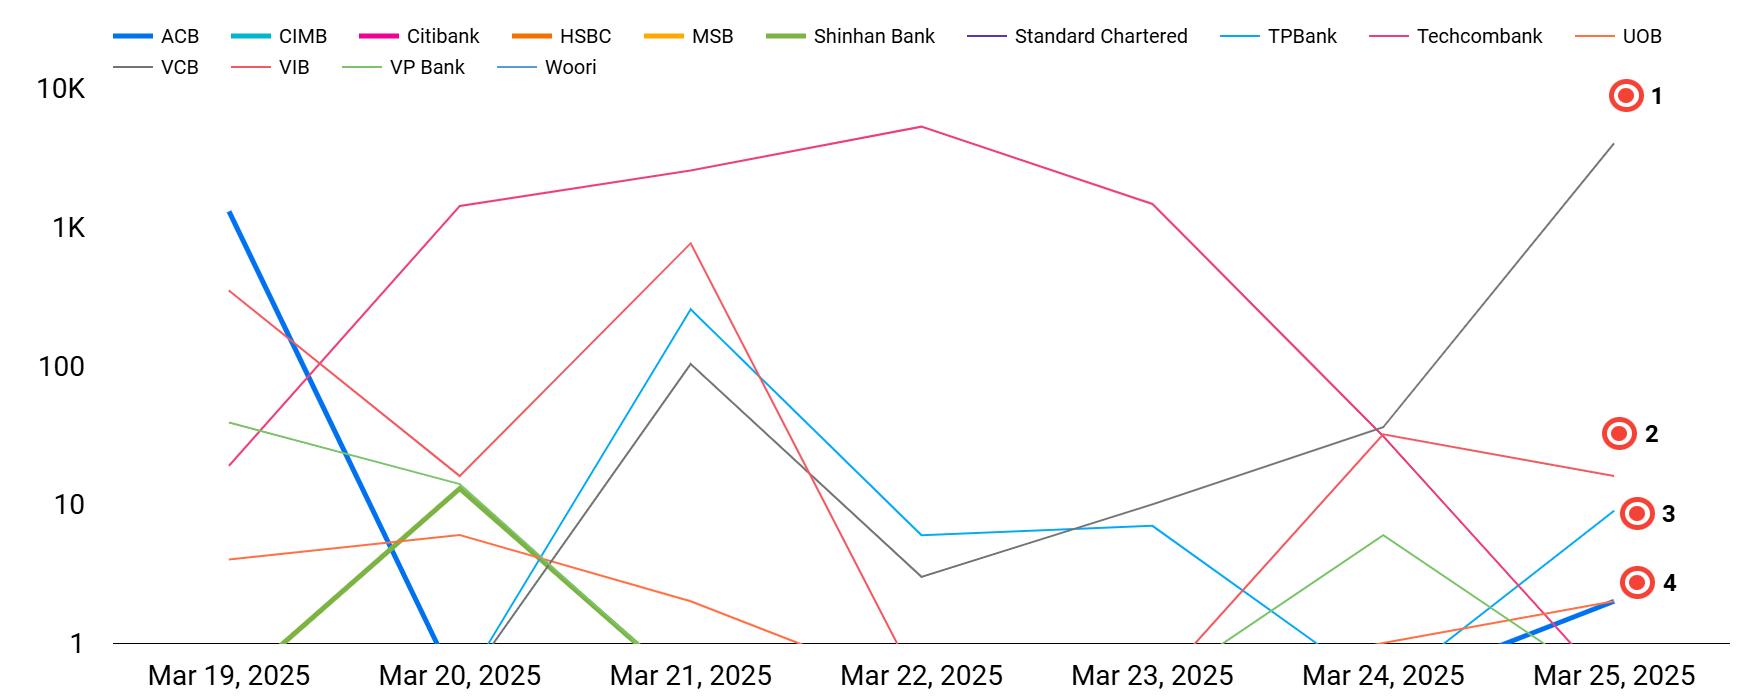 ACB CIMB Citibank HSBC MSB Shinhan Bank Standard Chartered TPBank Techcombank UOB
VCB VIB VP Bank Woori
10K
1
1K
100
2
10
3
4
1
Mar 19, 2025 Mar 20, 2025 Mar 21, 2025 Mar 22, 2025 Mar 23, 2025 Mar 24, 2025 Mar 25, 2025